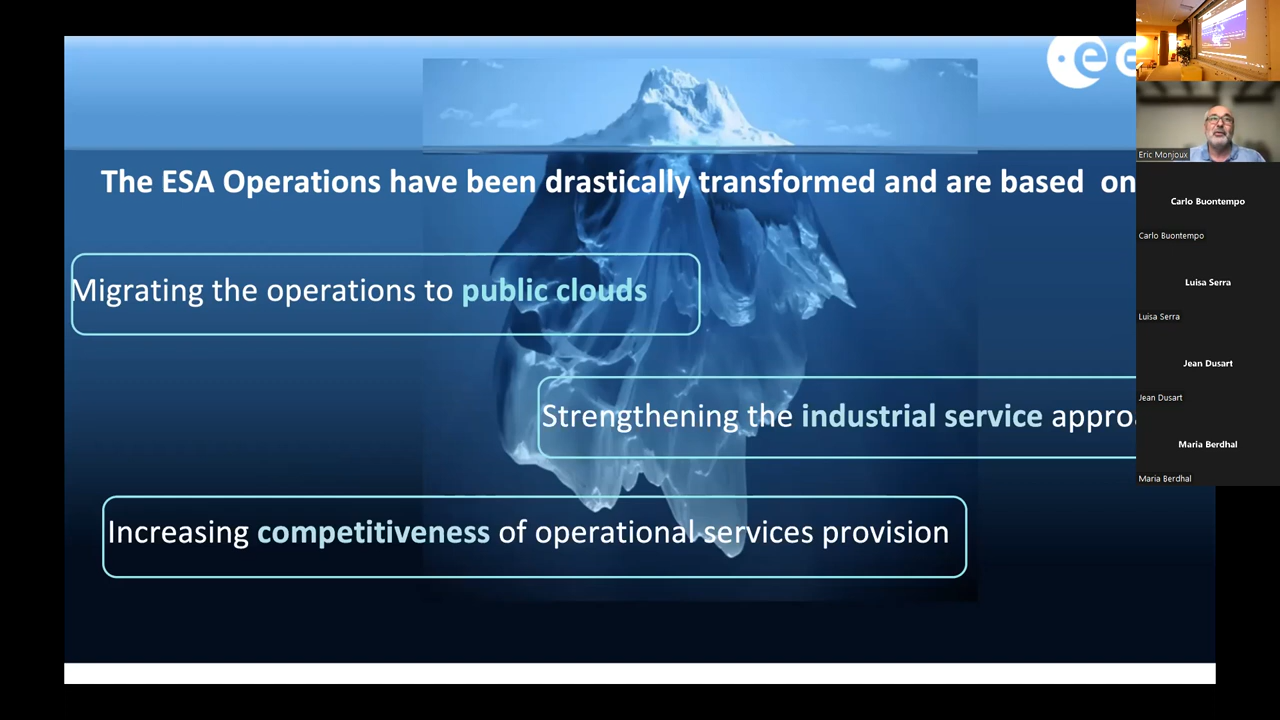 The ESA Operations have been drastically transformed and are based on
Migrating the operations to public clouds
Strengthening the industrial service appro
Increasing competitiveness of operational services provision
Eric Monjoux
Carlo Buontempo
Carlo Buontempo
Luisa Serra
Luisa Serra
Jean Dusart
Jean Dusart
Maria Berdhal
Maria Berdhal